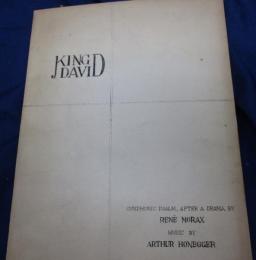 KING
DAVID
SYMPHONIC PSALM, AFTER A DRAMA, BY
RENÉ MORAX
MUSIC BY
ARTHUR HONEGGER